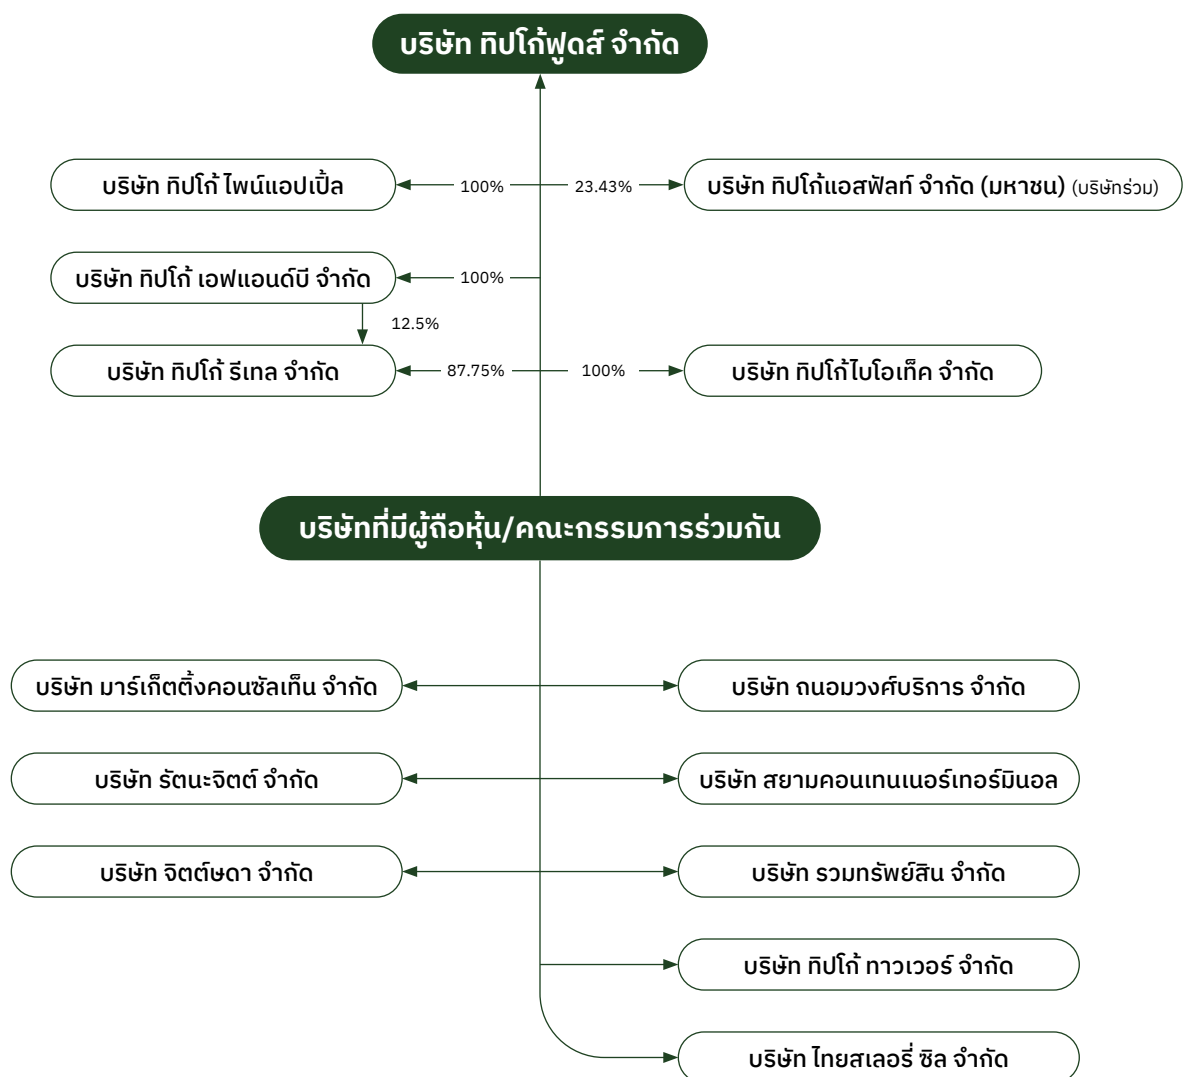 บริษัท ทิปโก้ฟูดส์ จำกัด
บริษัท ทิปโก้ ไพน์แอปเปิ้ล
100%
23.43%
บริษัท ทิปโก้แอสฟัลท์ จำกัด (มหาชน) (บริษัทร่วม)
บริษัท ทิปโก้ เอฟแอนด์บี จำกัด
100%
12.5%
บริษัท ทิปโก้ รีเทล จำกัด
87.75%
100%
บริษัท ทิปโก้ไบโอเท็ค จำกัด
บริษัทที่มีผู้ถือหุ้น/คณะกรรมการร่วมกัน
บริษัท มาร์เก็ตติ้งคอนซัลเท็น จำกัด
บริษัท ถนอมวงศ์บริการ จำกัด
บริษัท รัตนะจิตต์ จำกัด
บริษัท สยามคอนเทนเนอร์เทอร์มินอล
บริษัท จิตต์ษดา จำกัด
บริษัท รวมทรัพย์สิน จำกัด
บริษัท ทิปโก้ ทาวเวอร์ จำกัด
บริษัท ไทยสเลอรี่ ซิล จำกัด